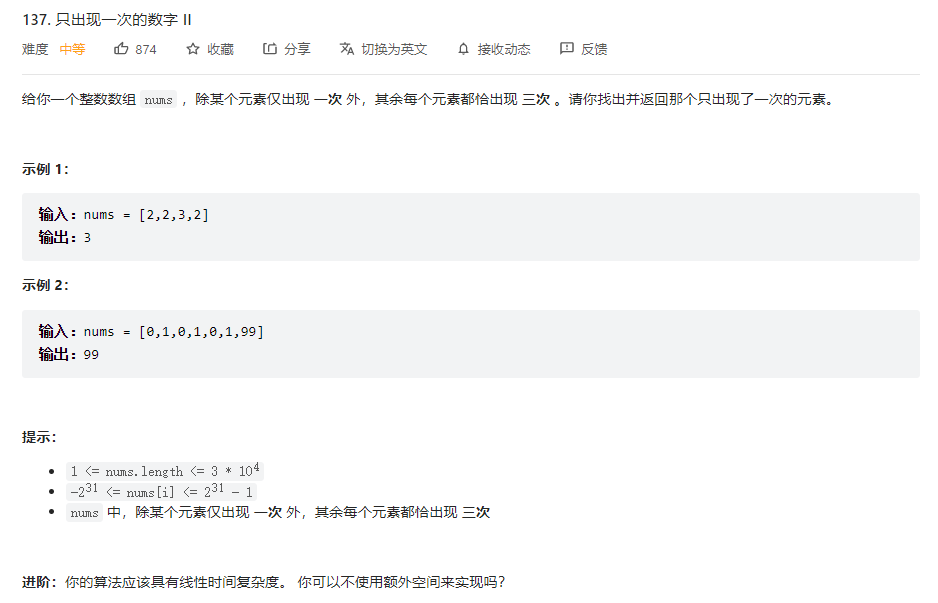 137. 只出现一次的数字 II
难度 中等 874 收藏 分享 切换为英文 接收动态 反馈
给你一个整数数组 nums ，除某个元素仅出现 一次 外，其余每个元素都恰出现 三次 。请你找出并返回那个只出现了一次的元素。
示例 1：
输入：nums = [2,2,3,2]
输出：3
示例 2：
输入：nums = [0,1,0,1,0,1,99]
输出：99
提示：
1 <= nums.length <= 3 * 10⁴
-2³¹ <= nums[i] <= 2³¹ - 1
nums 中，除某个元素仅出现 一次 外，其余每个元素都恰出现 三次
进阶：你的算法应该具有线性时间复杂度。 你可以不使用额外空间来实现吗？